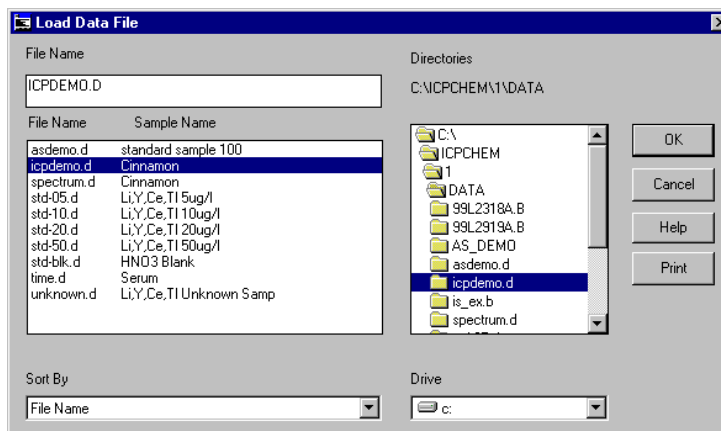 Load Data File
File Name
ICPDEMO.D
File Name Sample Name
asdemo.d standard sample 100
icpdemo.d Cinnamon
spectrum.d Cinnamon
std-05.d Li,Y,Ce,Tl 5ug/l
std-10.d Li,Y,Ce,Tl 10ug/l
std-20.d Li,Y,Ce,Tl 20ug/l
std-50.d Li,Y,Ce,Tl 50ug/l
std-blk.d HNO3 Blank
time.d Serum
unknown.d Li,Y,Ce,Tl Unknown Samp
Sort By
File Name
Directories
C:\ICPCHEM\1\DATA
C:\
ICPCHEM
1
DATA
99L2318A.B
99L2919A.B
AS_DEMO
asdemo.d
icpdemo.d
is_ex.b
spectrum.d
Drive
c:
OK
Cancel
Help
Print